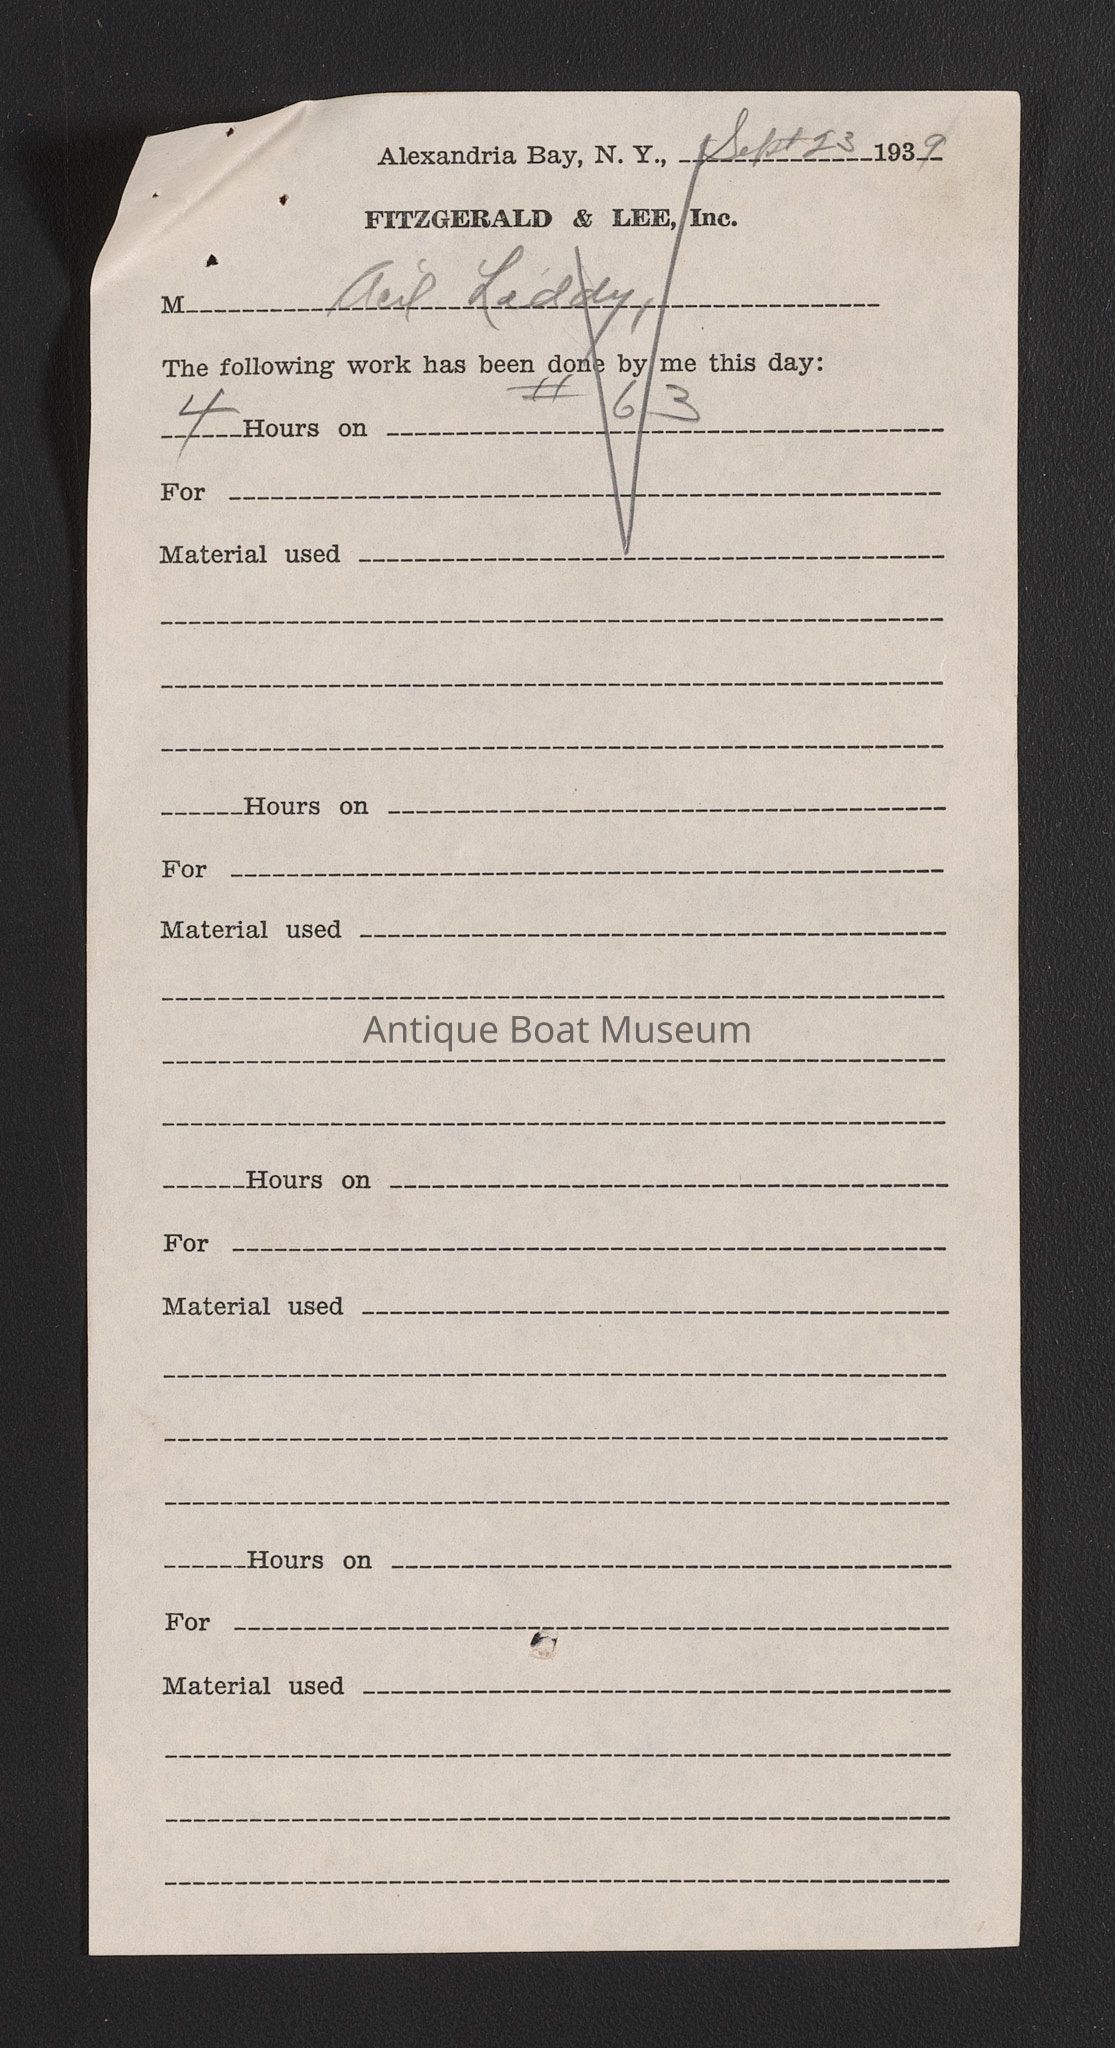 Alexandria Bay, N. Y., Sept 23 1939
FITZGERALD & LEE, Inc.
M Liddy,
The following work has been done by me this day:
4 Hours on # 63
For
Material used
Hours on
For
Material used
Antique Boat Museum
Hours on
For
Material used
Hours on
For
Material used